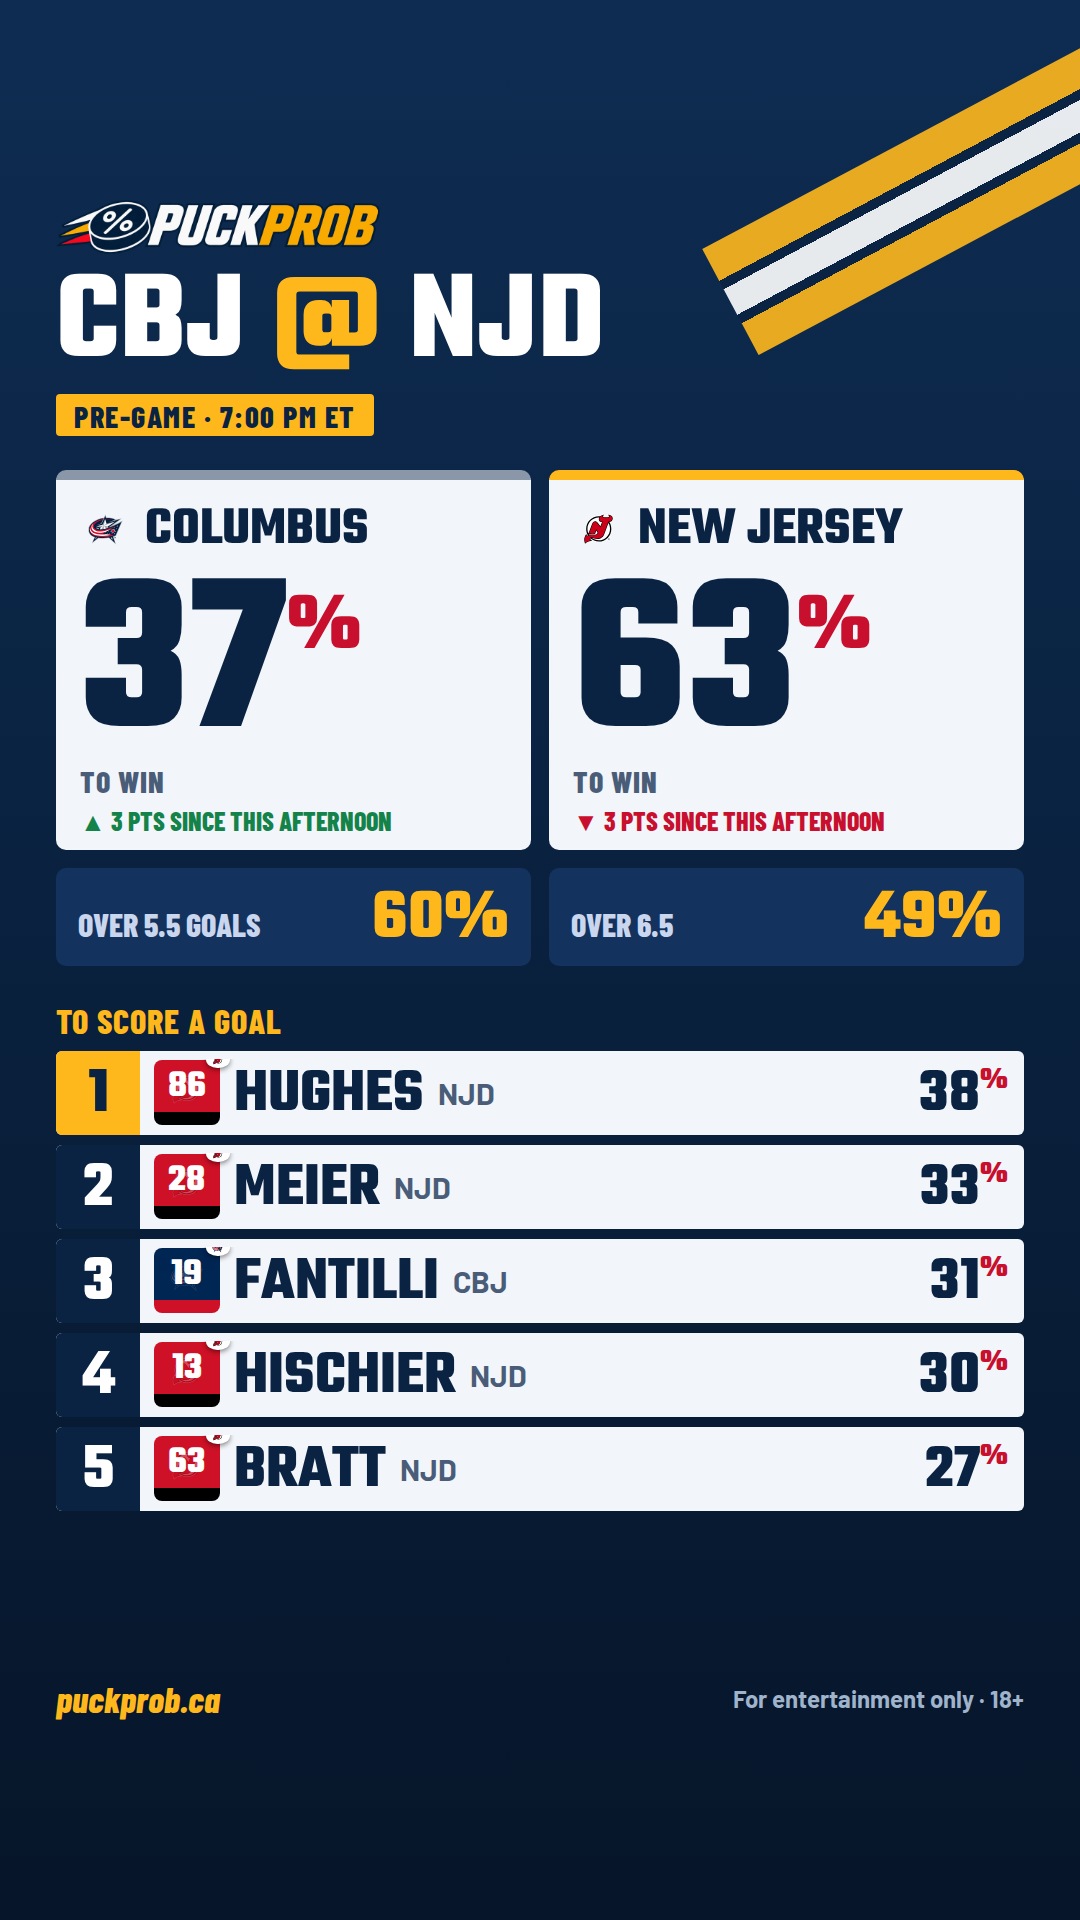 PUCKPROB
CBJ @ NJD
PRE-GAME · 7:00 PM ET
COLUMBUS
37%
TO WIN
▲ 3 PTS SINCE THIS AFTERNOON
NEW JERSEY
63%
TO WIN
▼ 3 PTS SINCE THIS AFTERNOON
OVER 5.5 GOALS 60%
OVER 6.5 49%
TO SCORE A GOAL
1 86 HUGHES NJD 38%
2 28 MEIER NJD 33%
3 19 FANTILLI CBJ 31%
4 13 HISCHIER NJD 30%
5 63 BRATT NJD 27%
puckprob.ca
For entertainment only · 18+